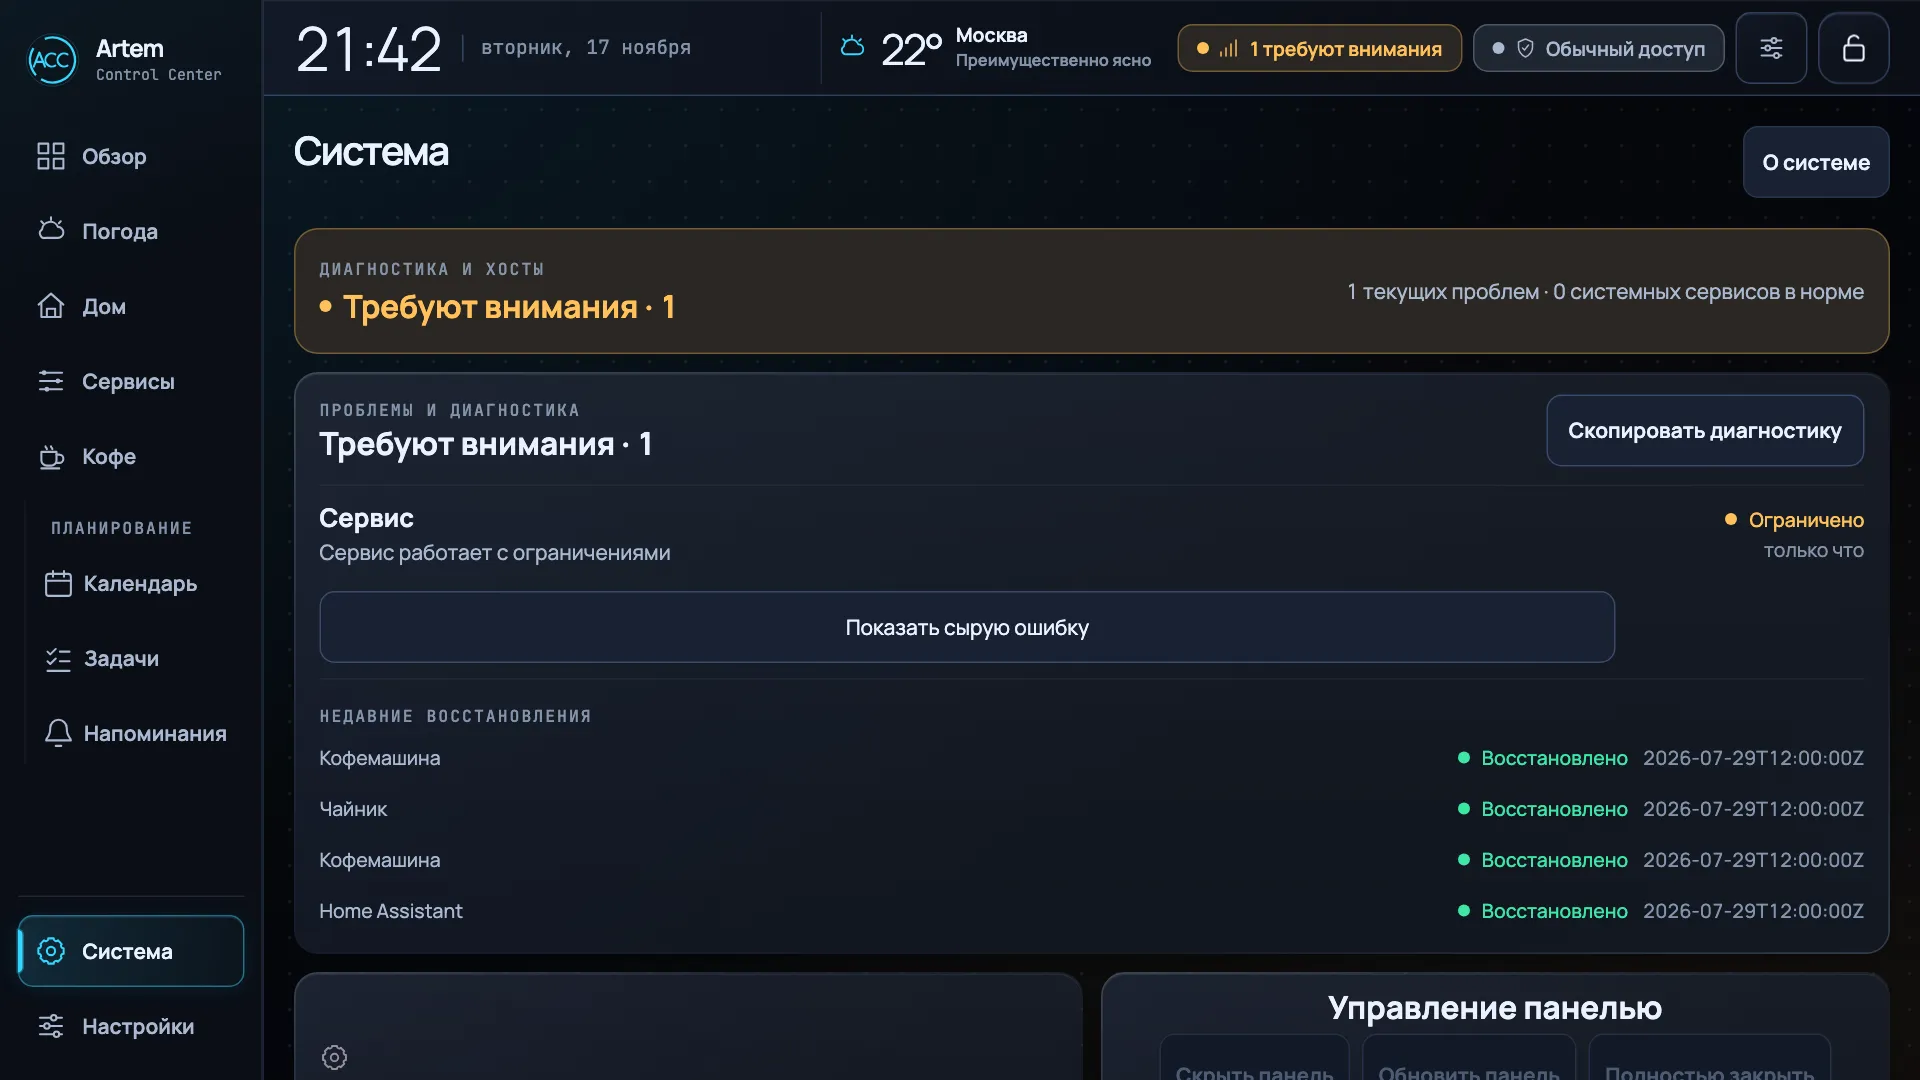 ACC
Artem
Control Center
21:42
вторник, 17 ноября
22°
Москва
Преимущественно ясно
1 требуют внимания
Обычный доступ
Обзор
Погода
Дом
Сервисы
Кофе
ПЛАНИРОВАНИЕ
Календарь
Задачи
Напоминания
Система
Настройки
Система
О системе
ДИАГНОСТИКА И ХОСТЫ
Требуют внимания · 1
1 текущих проблем · 0 системных сервисов в норме
ПРОБЛЕМЫ И ДИАГНОСТИКА
Требуют внимания · 1
Скопировать диагностику
Сервис
Сервис работает с ограничениями
Ограничено
только что
Показать сырую ошибку
НЕДАВНИЕ ВОССТАНОВЛЕНИЯ
Кофемашина Восстановлено 2026-07-29T12:00:00Z
Чайник Восстановлено 2026-07-29T12:00:00Z
Кофемашина Восстановлено 2026-07-29T12:00:00Z
Home Assistant Восстановлено 2026-07-29T12:00:00Z
Управление панелью
Скрыть панель
Обновить панель
Полностью закрыть